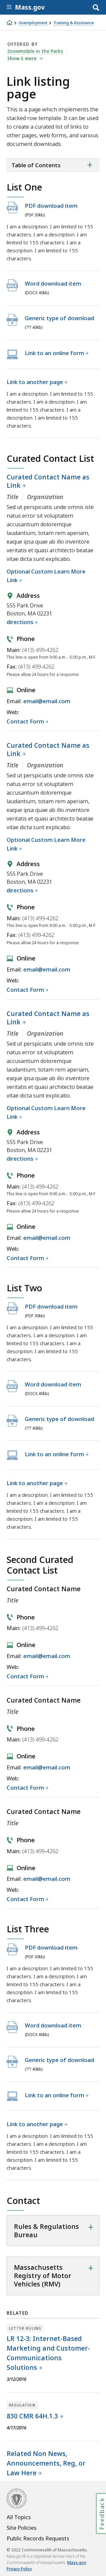 Mass.gov
Unemployment
Training & Assistance
OFFERED BY
Snowmobile in the Parks
Show 5 more
Link listing
page
This is a long description of the
comments, which need the
paragraph to be around of
links to other pages,
more words, various
document.
Table of Contents
List One
PDF download item
(PDF 30kb)
I am a description. I am limited to 155
characters. I am a description. I am
limited to 155 characters. I am a
description. I am limited to 155
characters.
Word download item
(DOCX 40kb)
Generic type of download
(?? 40kb)
Link to an online form
Link to another page
I am a description. I am limited to 155
characters. I am a description. I am
limited to 155 characters. I am a
description. I am limited to 155
characters.
Curated Contact List
Curated Contact Name as
Link
Title Organization
Sed ut perspiciatis unde omnis
iste natus error sit
voluptatem accusantium
doloremque laudantium, totam
rem aperiam, eaque ipsa quae
ab illo inventore veritatis et
quasi architecto beatae vitae
dicta sunt explicabo.
Optional Custom Learn More
Link
Address
555 Park Drive
Boston, MA 02231
directions
Phone
Main: (413) 499-4262
This line is open from 9:00 a.m. - 5:00 p.m., M-F
Fax: (413) 499-4262
Please allow 24 hours for a response
Online
Email: email@email.com
Web:
Contact Form
Curated Contact Name as
Link
Title Organization
Sed ut perspiciatis unde omnis iste
natus error sit voluptatem
accusantium doloremque
laudantium, totam rem aperiam,
eaque ipsa quae ab illo inventore
veritatis et quasi architecto beatae
vitae dicta sunt explicabo.
Optional Custom Learn More
Link
Address
555 Park Drive
Boston, MA 02231
directions
Phone
Main: (413) 499-4262
This line is open from 9:00 a.m. - 5:00 p.m., M-F
Fax: (413) 499-4262
Please allow 24 hours for a response
Online
Email: email@email.com
Web:
Contact Form
Curated Contact Name as
Link
Title Organization
Sed ut perspiciatis unde omnis iste
natus error sit voluptatem
accusantium doloremque
laudantium, totam rem aperiam,
eaque ipsa quae ab illo inventore
veritatis et quasi architecto beatae
vitae dicta sunt explicabo.
Optional Custom Learn More
Link
Address
555 Park Drive
Boston, MA 02231
directions
Phone
Main: (413) 499-4262
This line is open from 9:00 a.m. - 5:00 p.m., M-F
Fax: (413) 499-4262
Please allow 24 hours for a response
Online
Email: email@email.com
Web:
Contact Form
List Two
PDF download item
(PDF 30kb)
I am a description. I am limited to 155
characters. I am a description. I am
limited to 155 characters. I am a
description. I am limited to 155
characters.
Word download item
(DOCX 40kb)
Generic type of download
(?? 40kb)
Link to an online form
Link to another page
I am a description. I am limited to 155
characters. I am a description. I am
limited to 155 characters. I am a
description. I am limited to 155
characters.
Second Curated
Contact List
Curated Contact Name
Title
Phone
Main: (413) 499-4262
Online
Email: email@email.com
Web:
Contact Form
Curated Contact Name
Title
Phone
Main: (413) 499-4262
Online
Email: email@email.com
Web:
Contact Form
Curated Contact Name
Title
Phone
Main: (413) 499-4262
Online
Email: email@email.com
Web:
Contact Form
List Three
PDF download item
(PDF 30kb)
I am a description. I am limited to 155
characters. I am a description. I am
limited to 155 characters. I am a
description. I am limited to 155
characters.
Word download item
(DOCX 40kb)
Generic type of download
(?? 40kb)
Link to an online form
Link to another page
I am a description. I am limited to 155
characters. I am a description. I am
limited to 155 characters. I am a
description. I am limited to 155
characters.
Contact
Rules & Regulations
Bureau
Massachusetts
Registry of Motor
Vehicles (RMV)
RELATED
LETTER RULING
LR 12-3: Internet-Based
Marketing and Customer-
Communications
Solutions
3/12/2016
REGULATION
830 CMR 64H.1.3
4/17/2016
Related Non News,
Announcements, Reg, or
Law Here
Feedback
All Topics
Site Policies
Public Records Requests
© 2022 Commonwealth of Massachusetts.
Mass.gov® is a registered service mark of the
Commonwealth of Massachusetts. Mass.gov
Privacy Policy